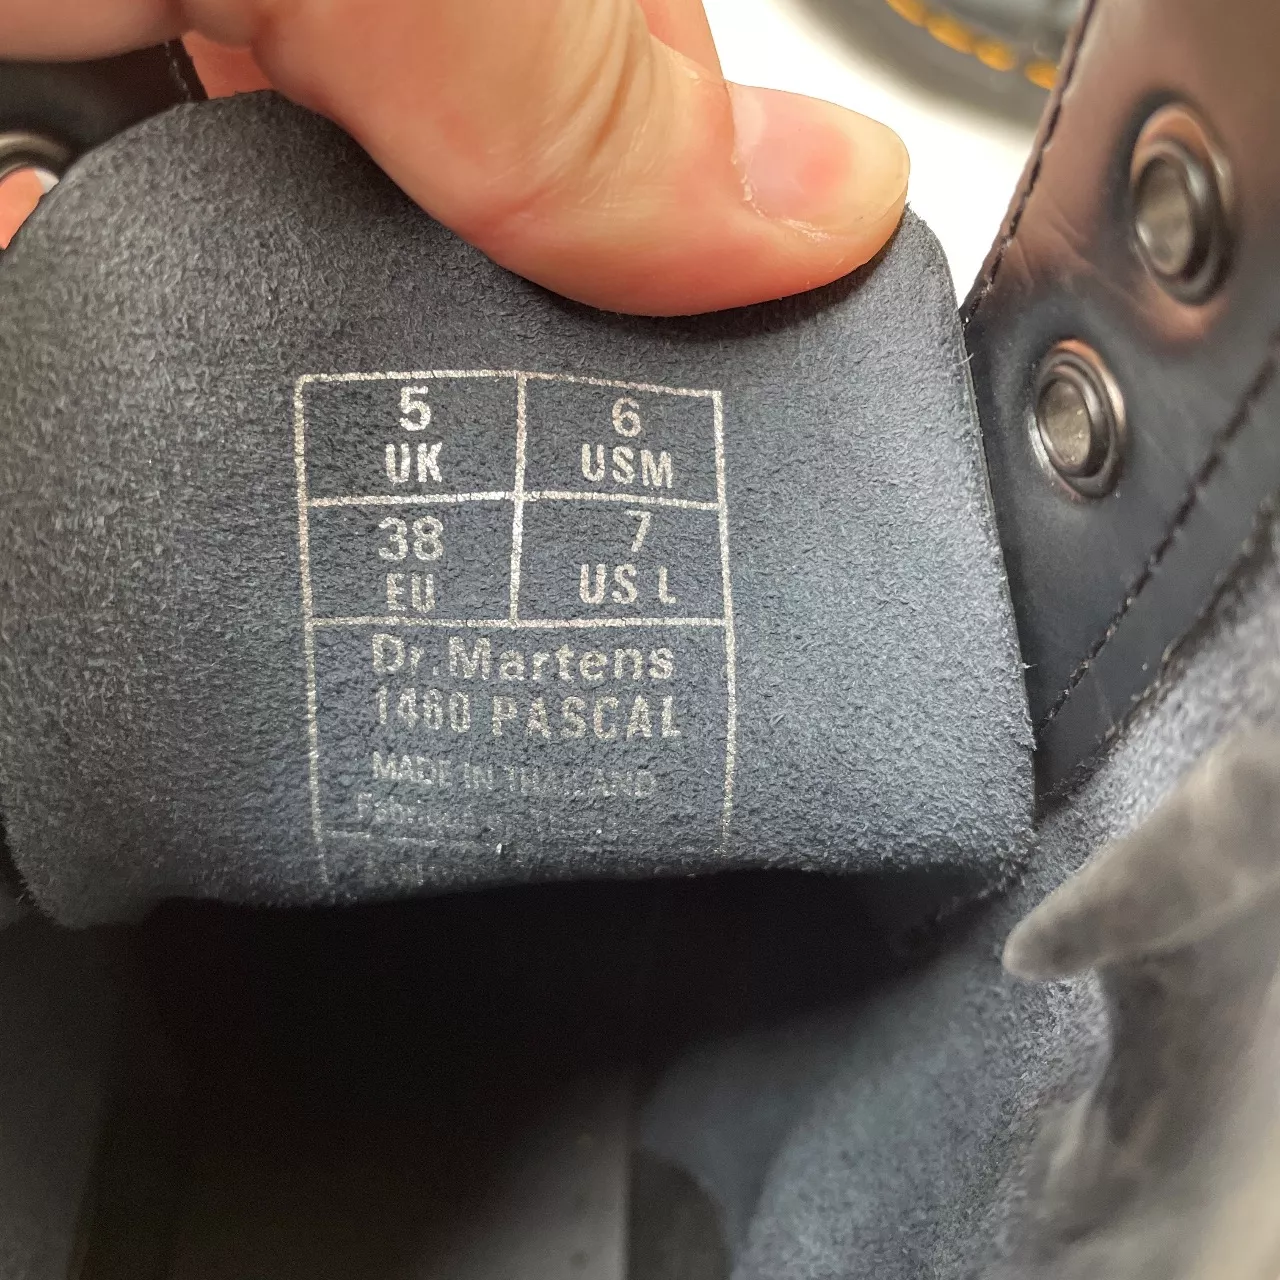 5 UK
6 USM
38 EU
7 US L
Dr. Martens
1460 PASCAL
MADE IN THAILAND